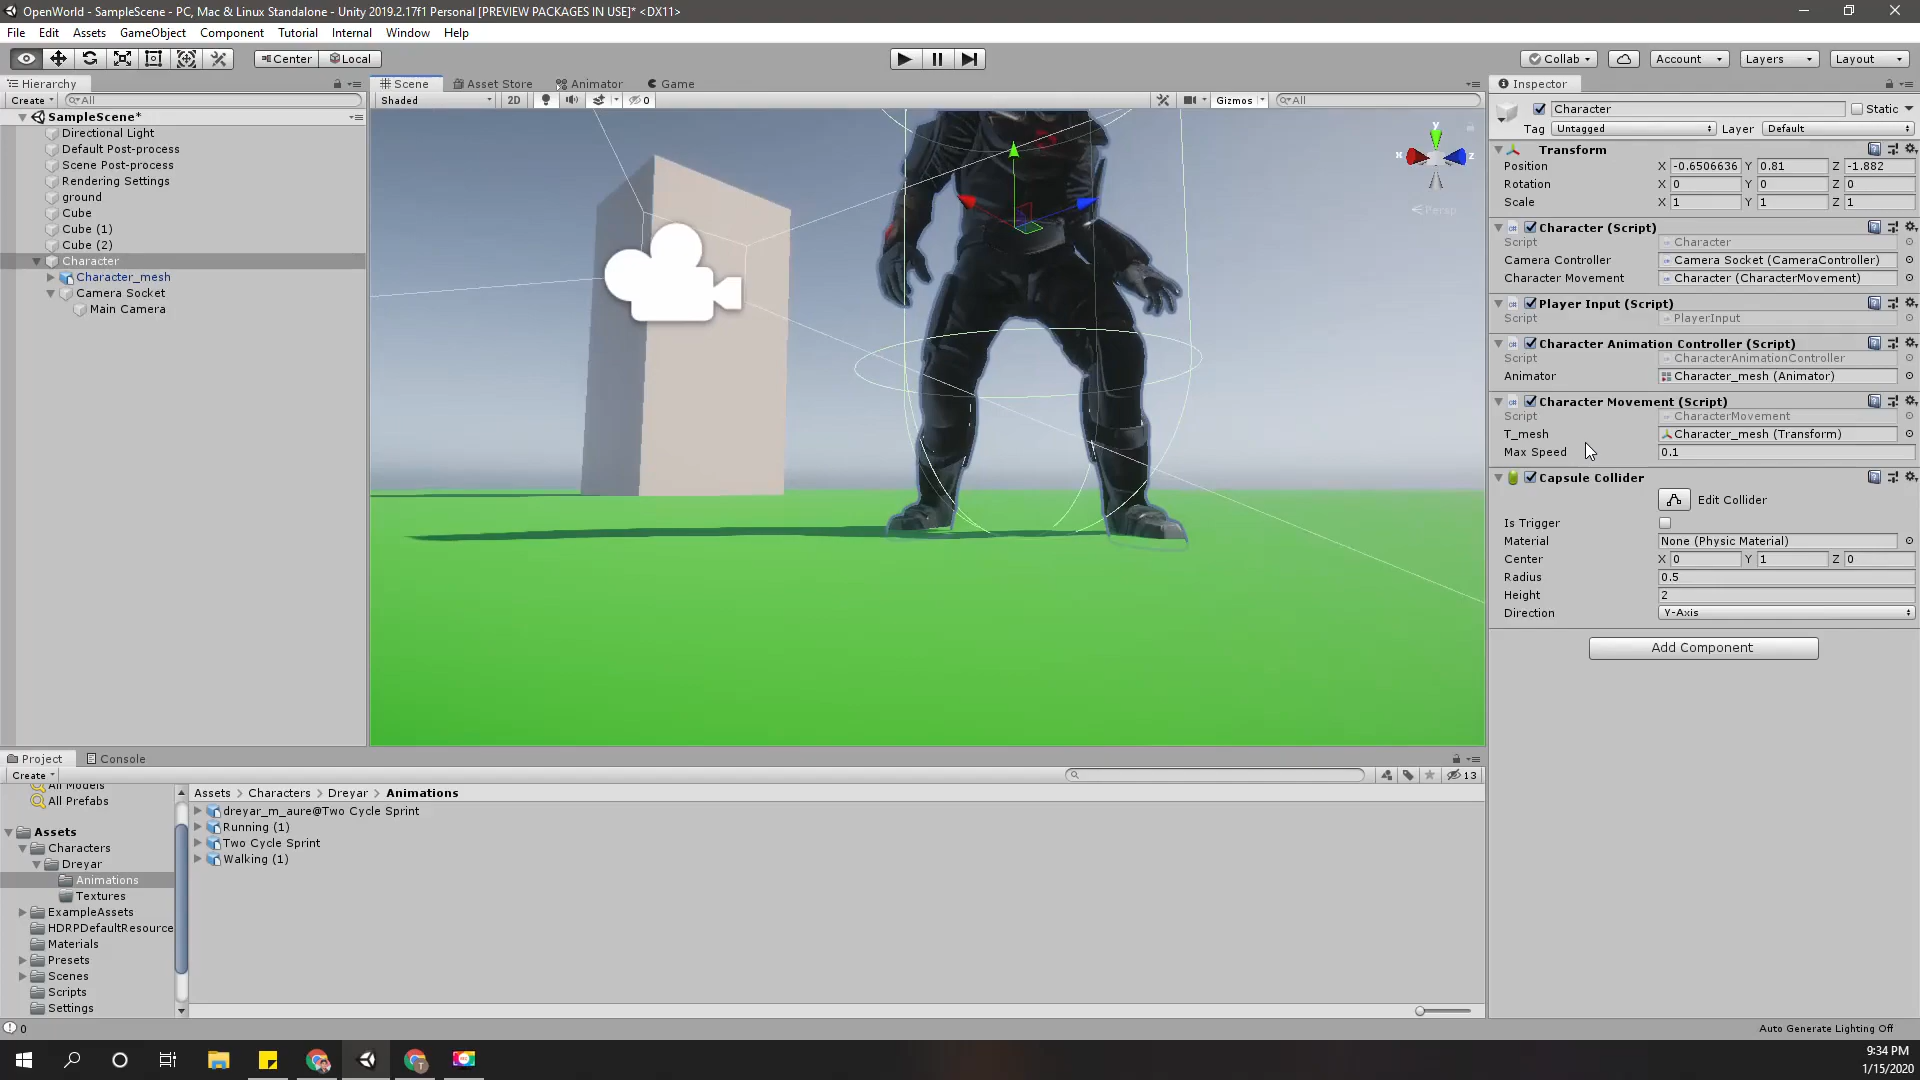 OpenWorld - SampleScene - PC, Mac & Linux Standalone - Unity 2019.2.17f1 Personal [PREVIEW PACKAGES IN USE]* <DX11>
File Edit Assets GameObject Component Tutorial Internal Window Help
Center Local Collab Account Layers Layout
Hierarchy
Create All
SampleScene*
Directional Light
Default Post-process
Scene Post-process
Rendering Settings
ground
Cube
Cube (1)
Cube (2)
Character
Character_mesh
Camera Socket
Main Camera
Scene Asset Store Animator Game
Shaded 2D 0 Gizmos All
y
x z
Persp
Inspector
Character Static
Tag Untagged Layer Default
Transform
Position X -0.6506636 Y 0.81 Z -1.882
Rotation X 0 Y 0 Z 0
Scale X 1 Y 1 Z 1
Character (Script)
Script Character
Camera Controller Camera Socket (CameraController)
Character Movement Character (CharacterMovement)
Player Input (Script)
Script PlayerInput
Character Animation Controller (Script)
Script CharacterAnimationController
Animator Character_mesh (Animator)
Character Movement (Script)
Script CharacterMovement
T_mesh Character_mesh (Transform)
Max Speed 0.1
Capsule Collider
Edit Collider
Is Trigger
Material None (Physic Material)
Center X 0 Y 1 Z 0
Radius 0.5
Height 2
Direction Y-Axis
Add Component
Project Console
Create 13
All Models
All Prefabs
Assets
Characters
Dreyar
Animations
Textures
ExampleAssets
HDRPDefaultResource
Materials
Presets
Scenes
Scripts
Settings
Assets Characters Dreyar Animations
dreyar_m_aure@Two Cycle Sprint
Running (1)
Two Cycle Sprint
Walking (1)
0
Auto Generate Lighting Off
9:34 PM
1/15/2020